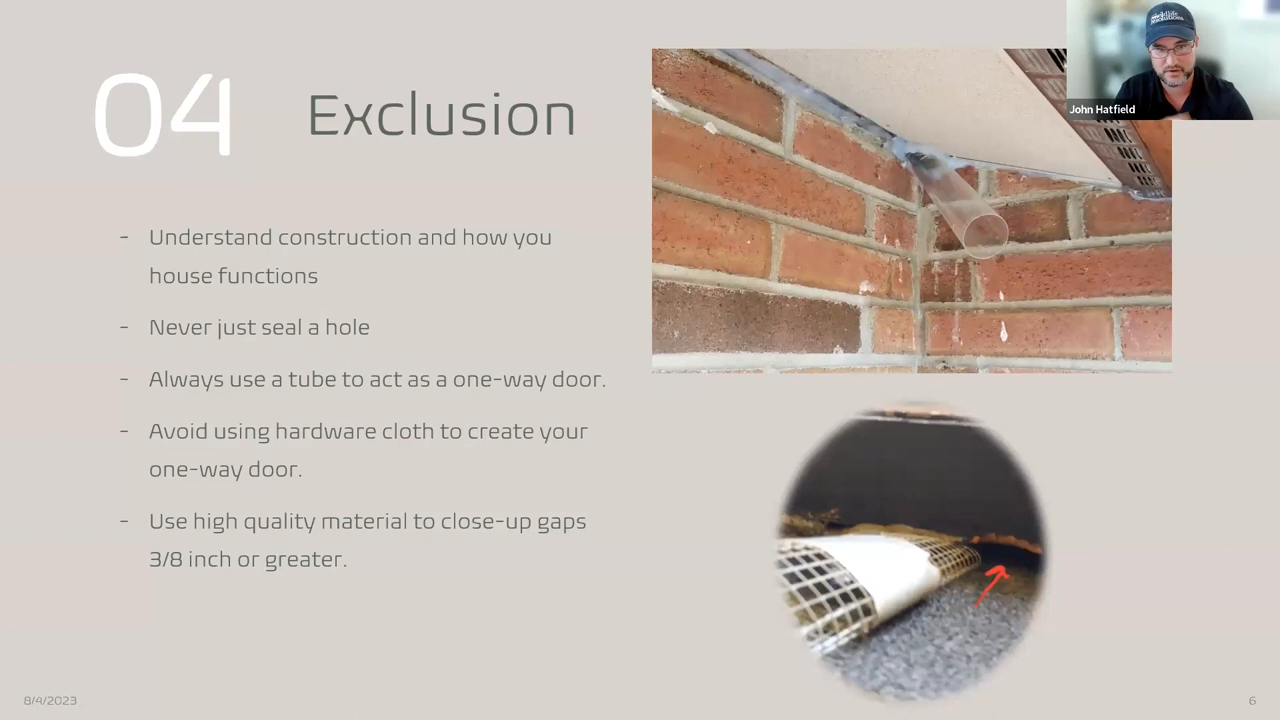 04 Exclusion
- Understand construction and how you
house functions
- Never just seal a hole
- Always use a tube to act as a one-way door.
- Avoid using hardware cloth to create your
one-way door.
- Use high quality material to close-up gaps
3/8 inch or greater.
John Hatfield
8/4/2023
6